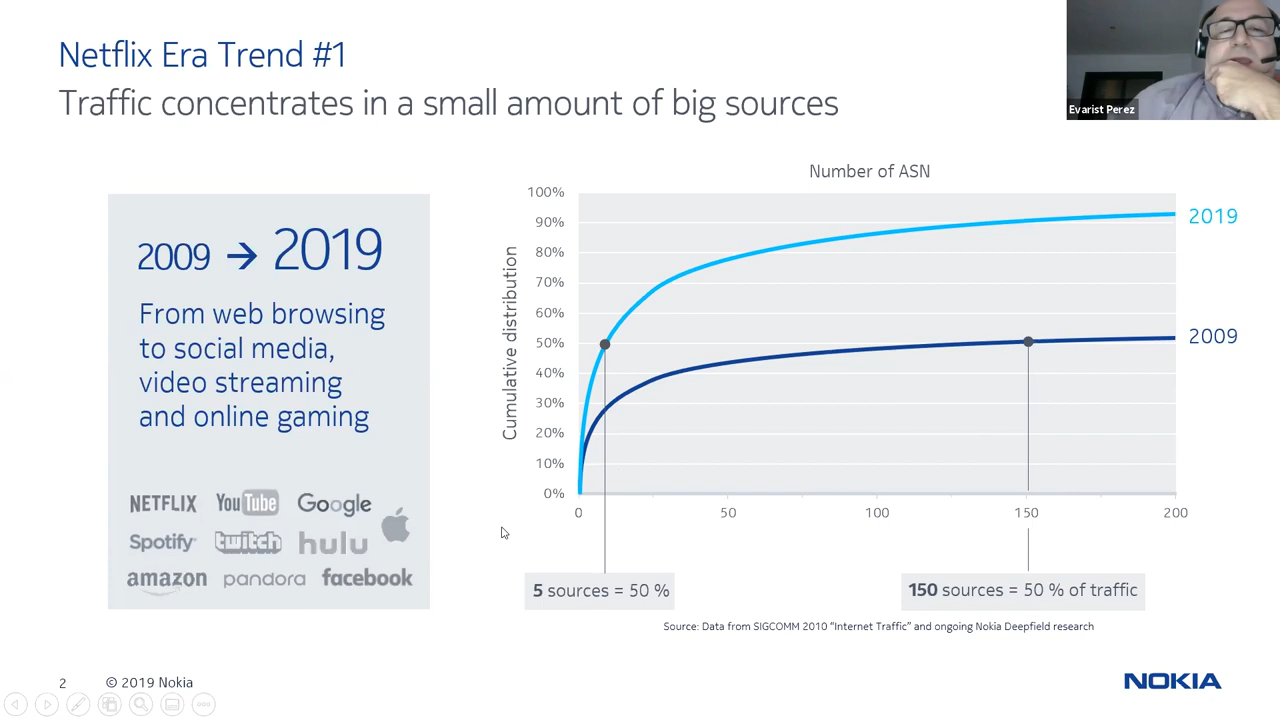 Netflix Era Trend #1
Traffic concentrates in a small amount of big sources
Evarist Perez
2009 → 2019
From web browsing
to social media,
video streaming
and online gaming
NETFLIX YouTube Google
Spotify twitch hulu
amazon pandora facebook
Number of ASN
Cumulative distribution
100%
90%
80%
70%
60%
50%
40%
30%
20%
10%
0%
0 50 100 150 200
2019
2009
5 sources = 50 %
150 sources = 50 % of traffic
Source: Data from SIGCOMM 2010 “Internet Traffic” and ongoing Nokia Deepfield research
2 © 2019 Nokia
NOKIA